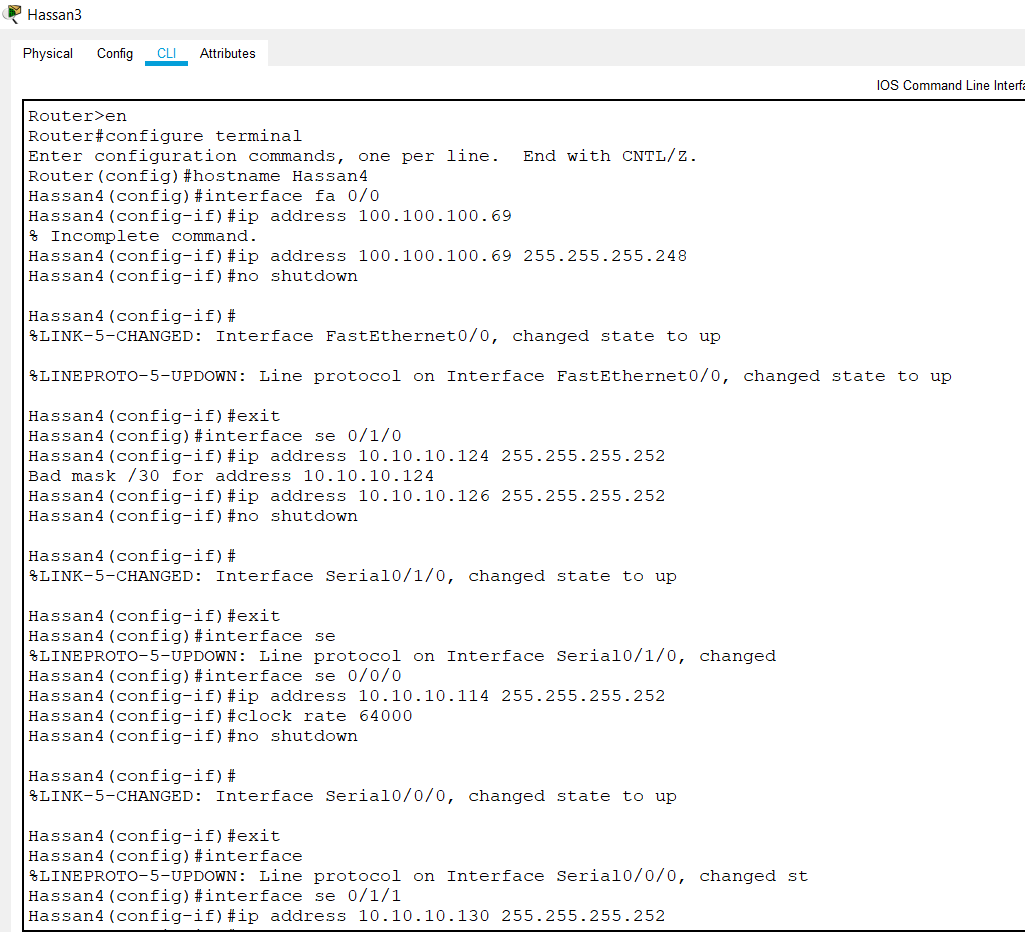 Hassan3
Physical Config CLI Attributes
IOS Command Line
Router>en
Router#configure terminal
Enter configuration commands, one per line.  End with CNTL/Z.
Router(config)#hostname Hassan4
Hassan4(config)#interface fa 0/0
Hassan4(config-if)#ip address 100.100.100.69
% Incomplete command.
Hassan4(config-if)#ip address 100.100.100.69 255.255.255.248
Hassan4(config-if)#no shutdown
Hassan4(config-if)#
%LINK-5-CHANGED: Interface FastEthernet0/0, changed state to up
%LINEPROTO-5-UPDOWN: Line protocol on Interface FastEthernet0/0, changed state to up
Hassan4(config-if)#exit
Hassan4(config)#interface se 0/1/0
Hassan4(config-if)#ip address 10.10.10.124 255.255.255.252
Bad mask /30 for address 10.10.10.124
Hassan4(config-if)#ip address 10.10.10.126 255.255.255.252
Hassan4(config-if)#no shutdown
Hassan4(config-if)#
%LINK-5-CHANGED: Interface Serial0/1/0, changed state to up
Hassan4(config-if)#exit
Hassan4(config)#interface se
%LINEPROTO-5-UPDOWN: Line protocol on Interface Serial0/1/0, changed
Hassan4(config)#interface se 0/0/0
Hassan4(config-if)#ip address 10.10.10.114 255.255.255.252
Hassan4(config-if)#clock rate 64000
Hassan4(config-if)#no shutdown
Hassan4(config-if)#
%LINK-5-CHANGED: Interface Serial0/0/0, changed state to up
Hassan4(config-if)#exit
Hassan4(config)#interface
%LINEPROTO-5-UPDOWN: Line protocol on Interface Serial0/0/0, changed st
Hassan4(config)#interface se 0/1/1
Hassan4(config-if)#ip address 10.10.10.130 255.255.255.252